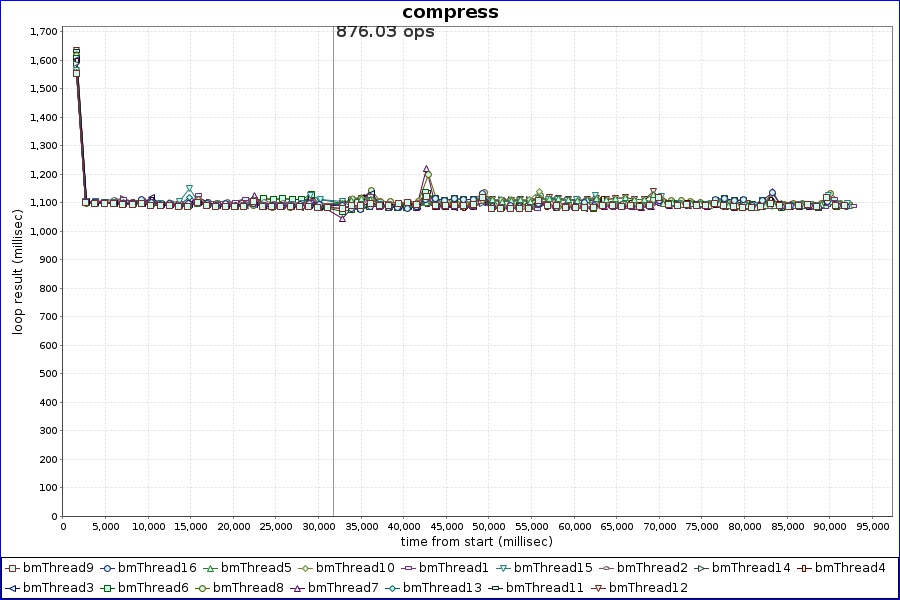 compress
876.03 ops
1,700
1,600
1,500
1,400
1,300
1,200
1,100
1,000
900
800
700
600
500
400
300
200
100
0
loop result (millisec)
0 5,000 10,000 15,000 20,000 25,000 30,000 35,000 40,000 45,000 50,000 55,000 60,000 65,000 70,000 75,000 80,000 85,000 90,000 95,000
time from start (millisec)
bmThread9 bmThread16 bmThread5 bmThread10 bmThread1 bmThread15 bmThread2 bmThread14 bmThread4
bmThread3 bmThread6 bmThread8 bmThread7 bmThread13 bmThread11 bmThread12